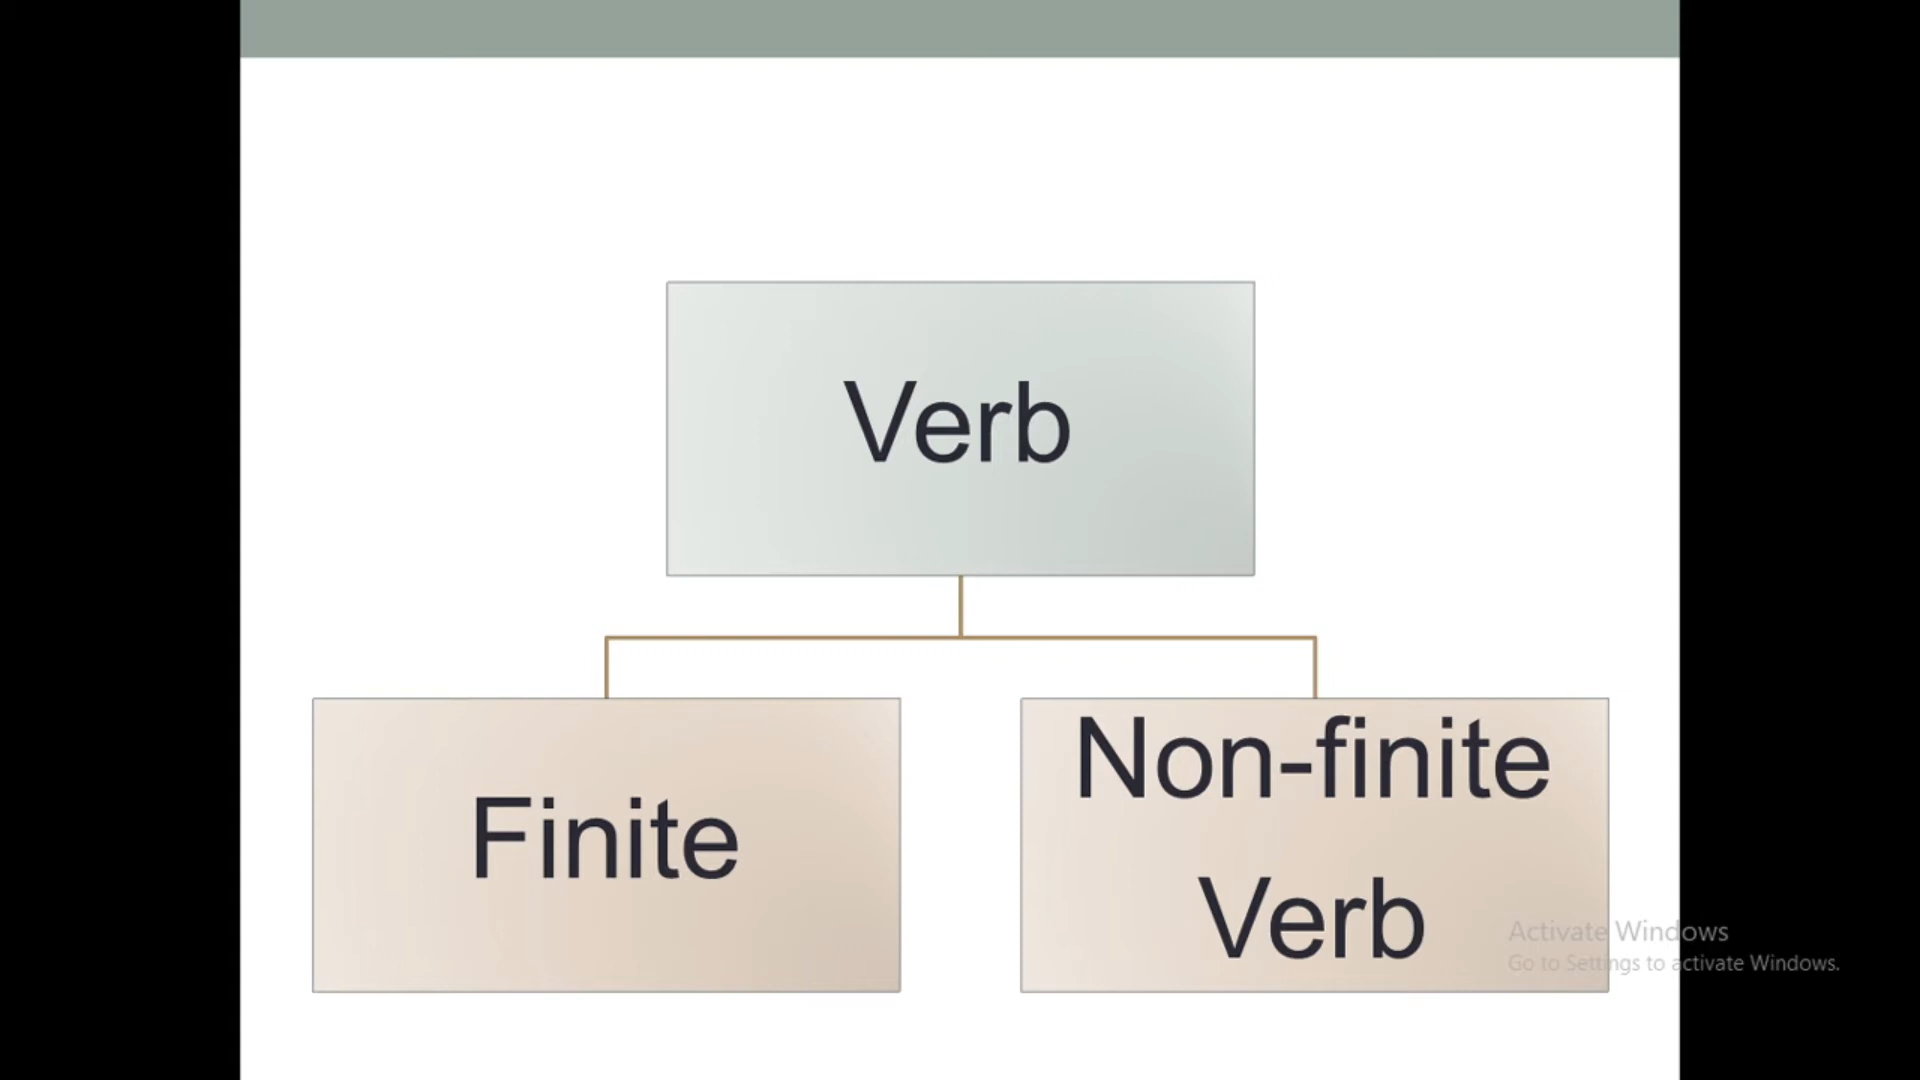 Verb
Finite
Non-finite
Verb
Activate Windows
Go to Settings to activate Windows.